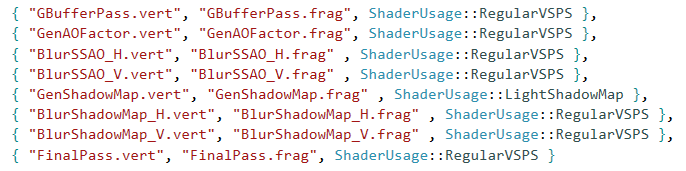 { "GBufferPass.vert", "GBufferPass.frag", ShaderUsage::RegularVSPS },
{ "GenAOFactor.vert", "GenAOFactor.frag", ShaderUsage::RegularVSPS },
{ "BlurSSAO_H.vert", "BlurSSAO_H.frag" , ShaderUsage::RegularVSPS },
{ "BlurSSAO_V.vert", "BlurSSAO_V.frag" , ShaderUsage::RegularVSPS },
{ "GenShadowMap.vert", "GenShadowMap.frag" , ShaderUsage::LightShadowMap },
{ "BlurShadowMap_H.vert", "BlurShadowMap_H.frag" , ShaderUsage::RegularVSPS },
{ "BlurShadowMap_V.vert", "BlurShadowMap_V.frag" , ShaderUsage::RegularVSPS },
{ "FinalPass.vert", "FinalPass.frag", ShaderUsage::RegularVSPS }